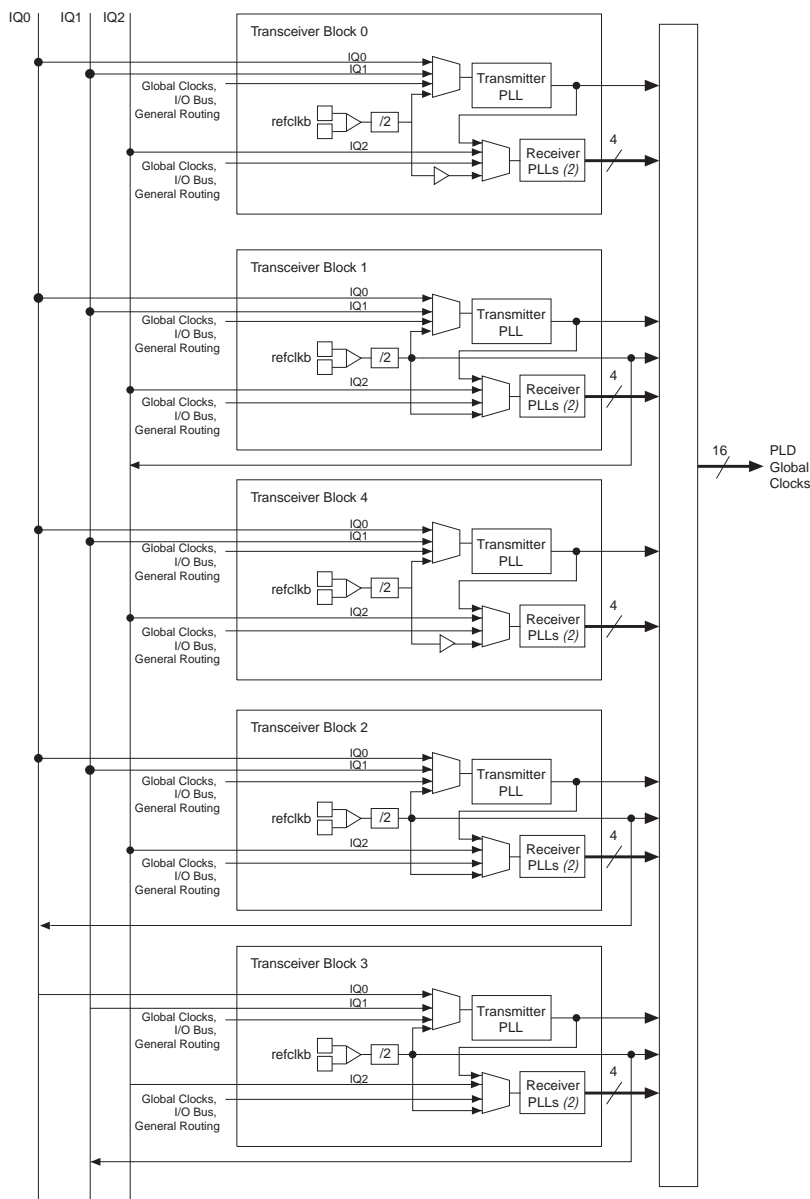 IQ0 IQ1 IQ2
Transceiver Block 0
IQ0
IQ1
Global Clocks,
I/O Bus,
General Routing
Transmitter
PLL
refclkb
/2
4
IQ2
Global Clocks,
I/O Bus,
General Routing
Receiver
PLLs (2)
Transceiver Block 1
IQ0
IQ1
Global Clocks,
I/O Bus,
General Routing
Transmitter
PLL
refclkb
/2
4
IQ2
Global Clocks,
I/O Bus,
General Routing
Receiver
PLLs (2)
16
PLD
Global
Clocks
Transceiver Block 4
IQ0
IQ1
Global Clocks,
I/O Bus,
General Routing
Transmitter
PLL
refclkb
/2
4
IQ2
Global Clocks,
I/O Bus,
General Routing
Receiver
PLLs (2)
Transceiver Block 2
IQ0
IQ1
Global Clocks,
I/O Bus,
General Routing
Transmitter
PLL
refclkb
/2
4
IQ2
Global Clocks,
I/O Bus,
General Routing
Receiver
PLLs (2)
Transceiver Block 3
IQ0
IQ1
Global Clocks,
I/O Bus,
General Routing
Transmitter
PLL
refclkb
/2
4
IQ2
Global Clocks,
I/O Bus,
General Routing
Receiver
PLLs (2)